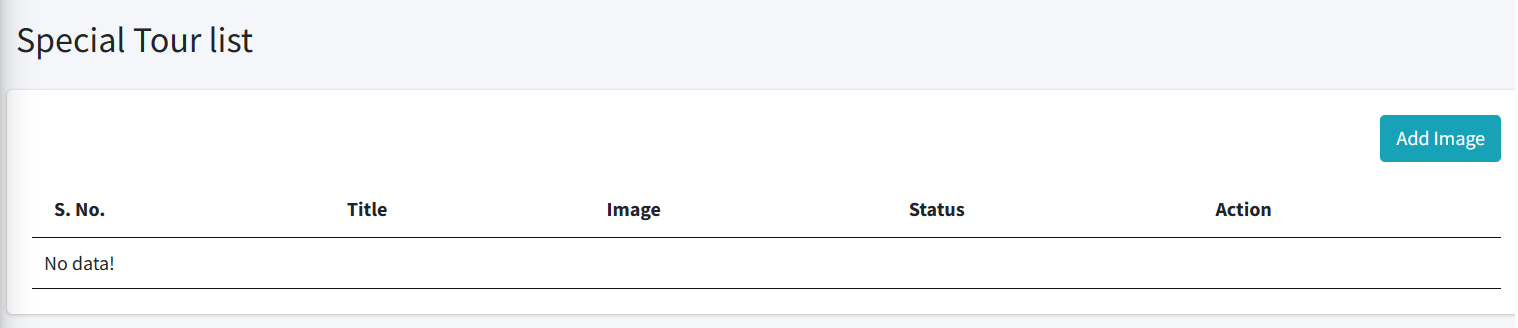 Special Tour list
Add Image
S. No. Title Image Status Action
No data!